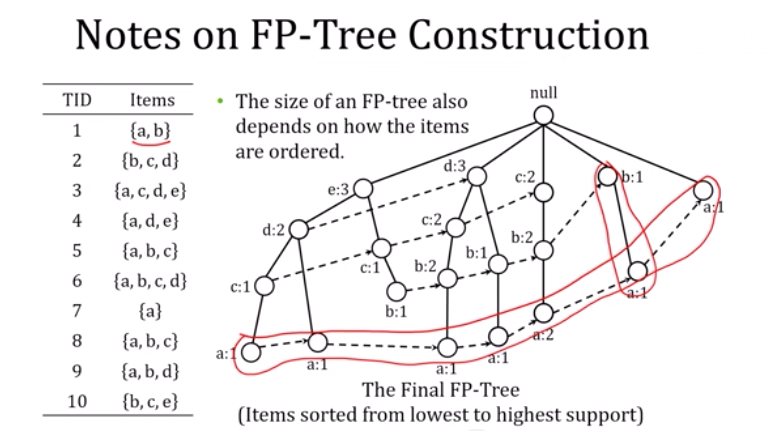 Notes on FP-Tree Construction
TID Items
1 {a, b}
2 {b, c, d}
3 {a, c, d, e}
4 {a, d, e}
5 {a, b, c}
6 {a, b, c, d}
7 {a}
8 {a, b, c}
9 {a, b, d}
10 {b, c, e}
• The size of an FP-tree also
depends on how the items
are ordered.
null
e:3
d:3
c:2
b:1
a:1
d:2
c:2
b:2
c:1
b:2
b:1
c:1
b:1
a:1
a:1
a:1
a:1
a:1
a:2
The Final FP-Tree
(Items sorted from lowest to highest support)